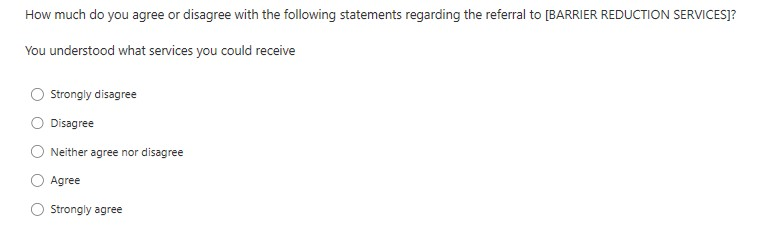 How much do you agree or disagree with the following statements regarding the referral to [BARRIER REDUCTION SERVICES]?
You understood what services you could receive
Strongly disagree
Disagree
Neither agree nor disagree
Agree
Strongly agree